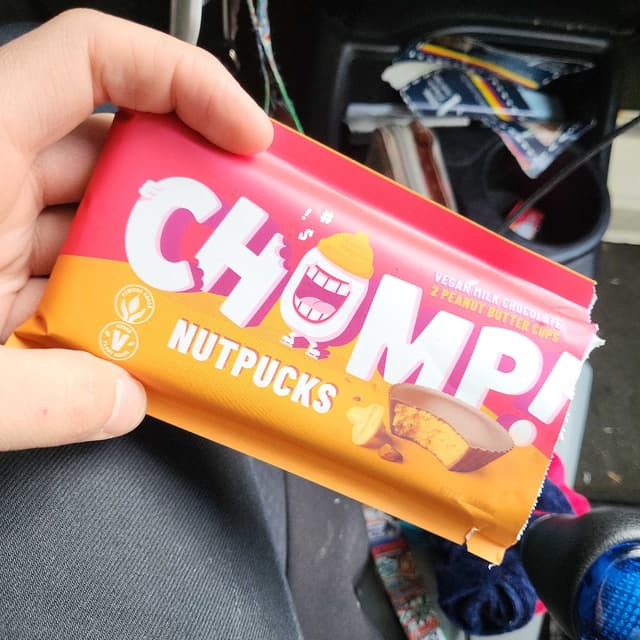 CHOMP!
!#
VEGAN MILK CHOCOLATE
2 PEANUT BUTTER CUPS
NUTPUCKS
V